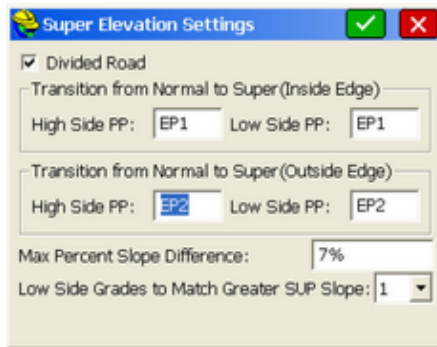 Super Elevation Settings
Divided Road
Transition from Normal to Super(Inside Edge)
High Side PP: EP1 Low Side PP: EP1
Transition from Normal to Super(Outside Edge)
High Side PP: EP2 Low Side PP: EP2
Max Percent Slope Difference: 7%
Low Side Grades to Match Greater SUP Slope: 1